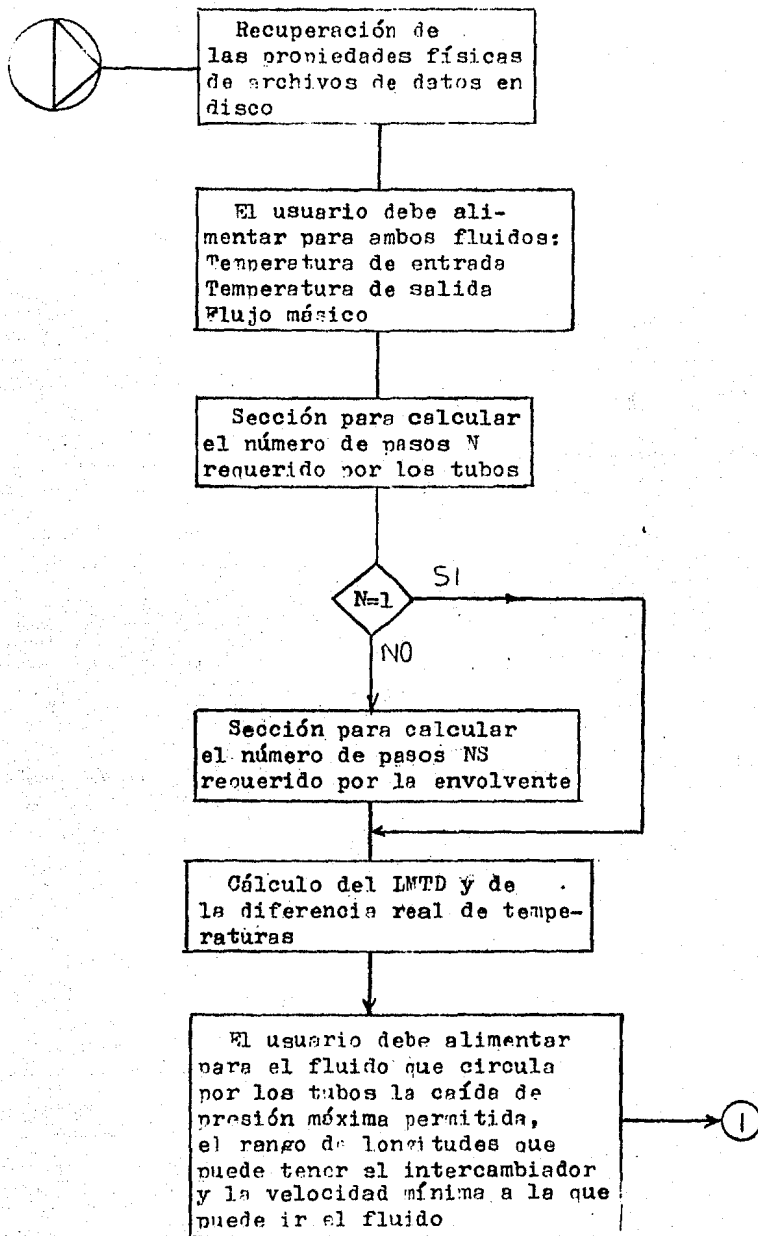 Recuperación de
las propiedades físicas
de archivos de datos en
disco
El usuario debe ali-
mentar para ambos fluidos:
Temperatura de entrada
Temperatura de salida
Flujo másico
Sección para calcular
el número de pasos N
requerido por los tubos
N=1
SI
NO
Sección para calcular
el número de pasos NS
requerido por la envolvente
Cálculo del LMTD y de
la diferencia real de tempe-
raturas
El usuario debe alimentar
para el fluido que circula
por los tubos la caída de
presión máxima permitida,
el rango de longitudes que
puede tener el intercambiador
y la velocidad mínima a la que
puede ir el fluido
1